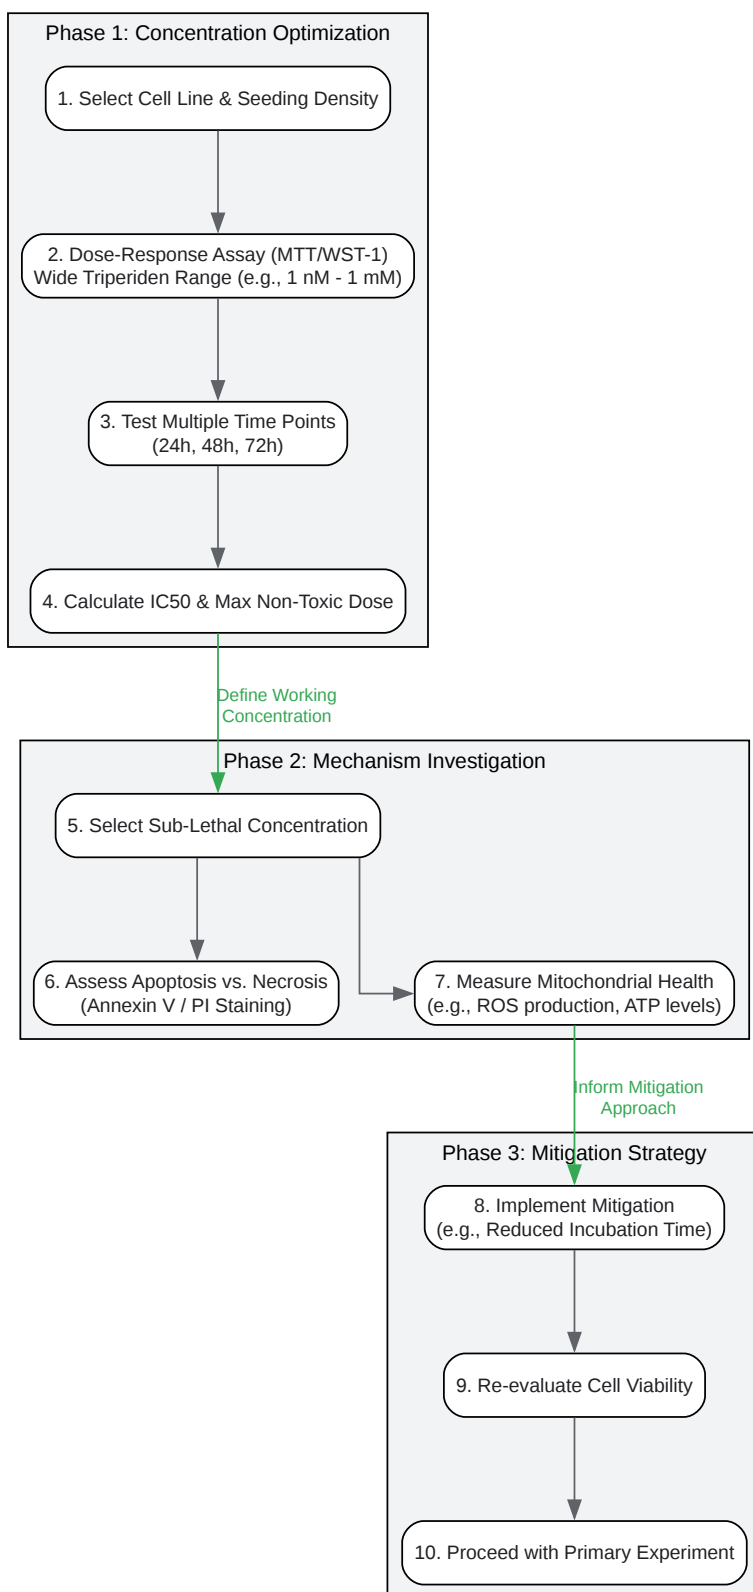 Phase 1: Concentration Optimization
1. Select Cell Line & Seeding Density
2. Dose-Response Assay (MTT/WST-1)
Wide Triperiden Range (e.g., 1 nM - 1 mM)
3. Test Multiple Time Points
(24h, 48h, 72h)
4. Calculate IC50 & Max Non-Toxic Dose
Define Working
Concentration
Phase 2: Mechanism Investigation
5. Select Sub-Lethal Concentration
6. Assess Apoptosis vs. Necrosis
(Annexin V / PI Staining)
7. Measure Mitochondrial Health
(e.g., ROS production, ATP levels)
Inform Mitigation
Approach
Phase 3: Mitigation Strategy
8. Implement Mitigation
(e.g., Reduced Incubation Time)
9. Re-evaluate Cell Viability
10. Proceed with Primary Experiment